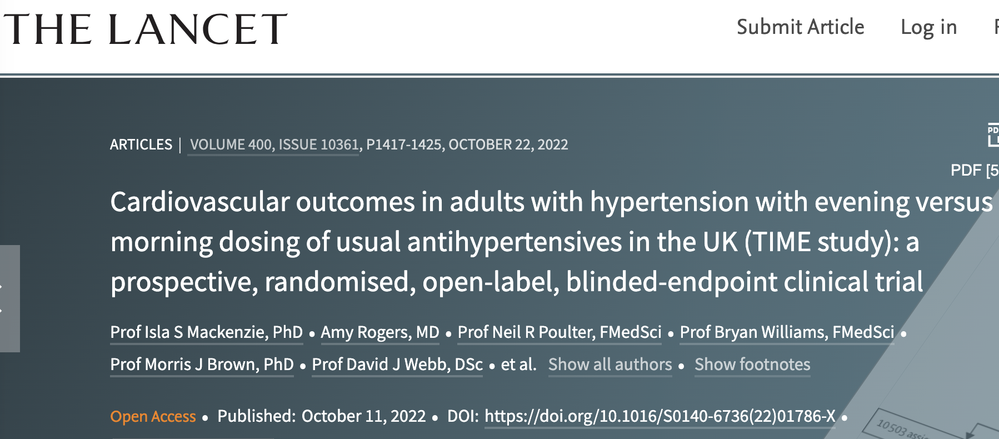 THE LANCET
Submit Article Log in
ARTICLES | VOLUME 400, ISSUE 10361, P1417-1425, OCTOBER 22, 2022
PDF [5
Cardiovascular outcomes in adults with hypertension with evening versus
morning dosing of usual antihypertensives in the UK (TIME study): a
prospective, randomised, open-label, blinded-endpoint clinical trial
Prof Isla S Mackenzie, PhD • Amy Rogers, MD • Prof Neil R Poulter, FMedSci • Prof Bryan Williams, FMedSci •
Prof Morris J Brown, PhD • Prof David J Webb, DSc • et al. Show all authors • Show footnotes
Open Access • Published: October 11, 2022 • DOI: https://doi.org/10.1016/S0140-6736(22)01786-X •
10503